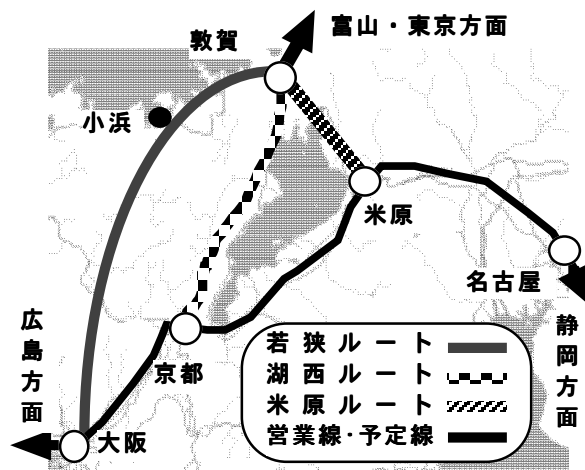 敦賀
富山・東京方面
小浜
米原
名古屋
広島方面
京都
静岡方面
大阪
若狭ルート
湖西ルート
米原ルート
営業線・予定線